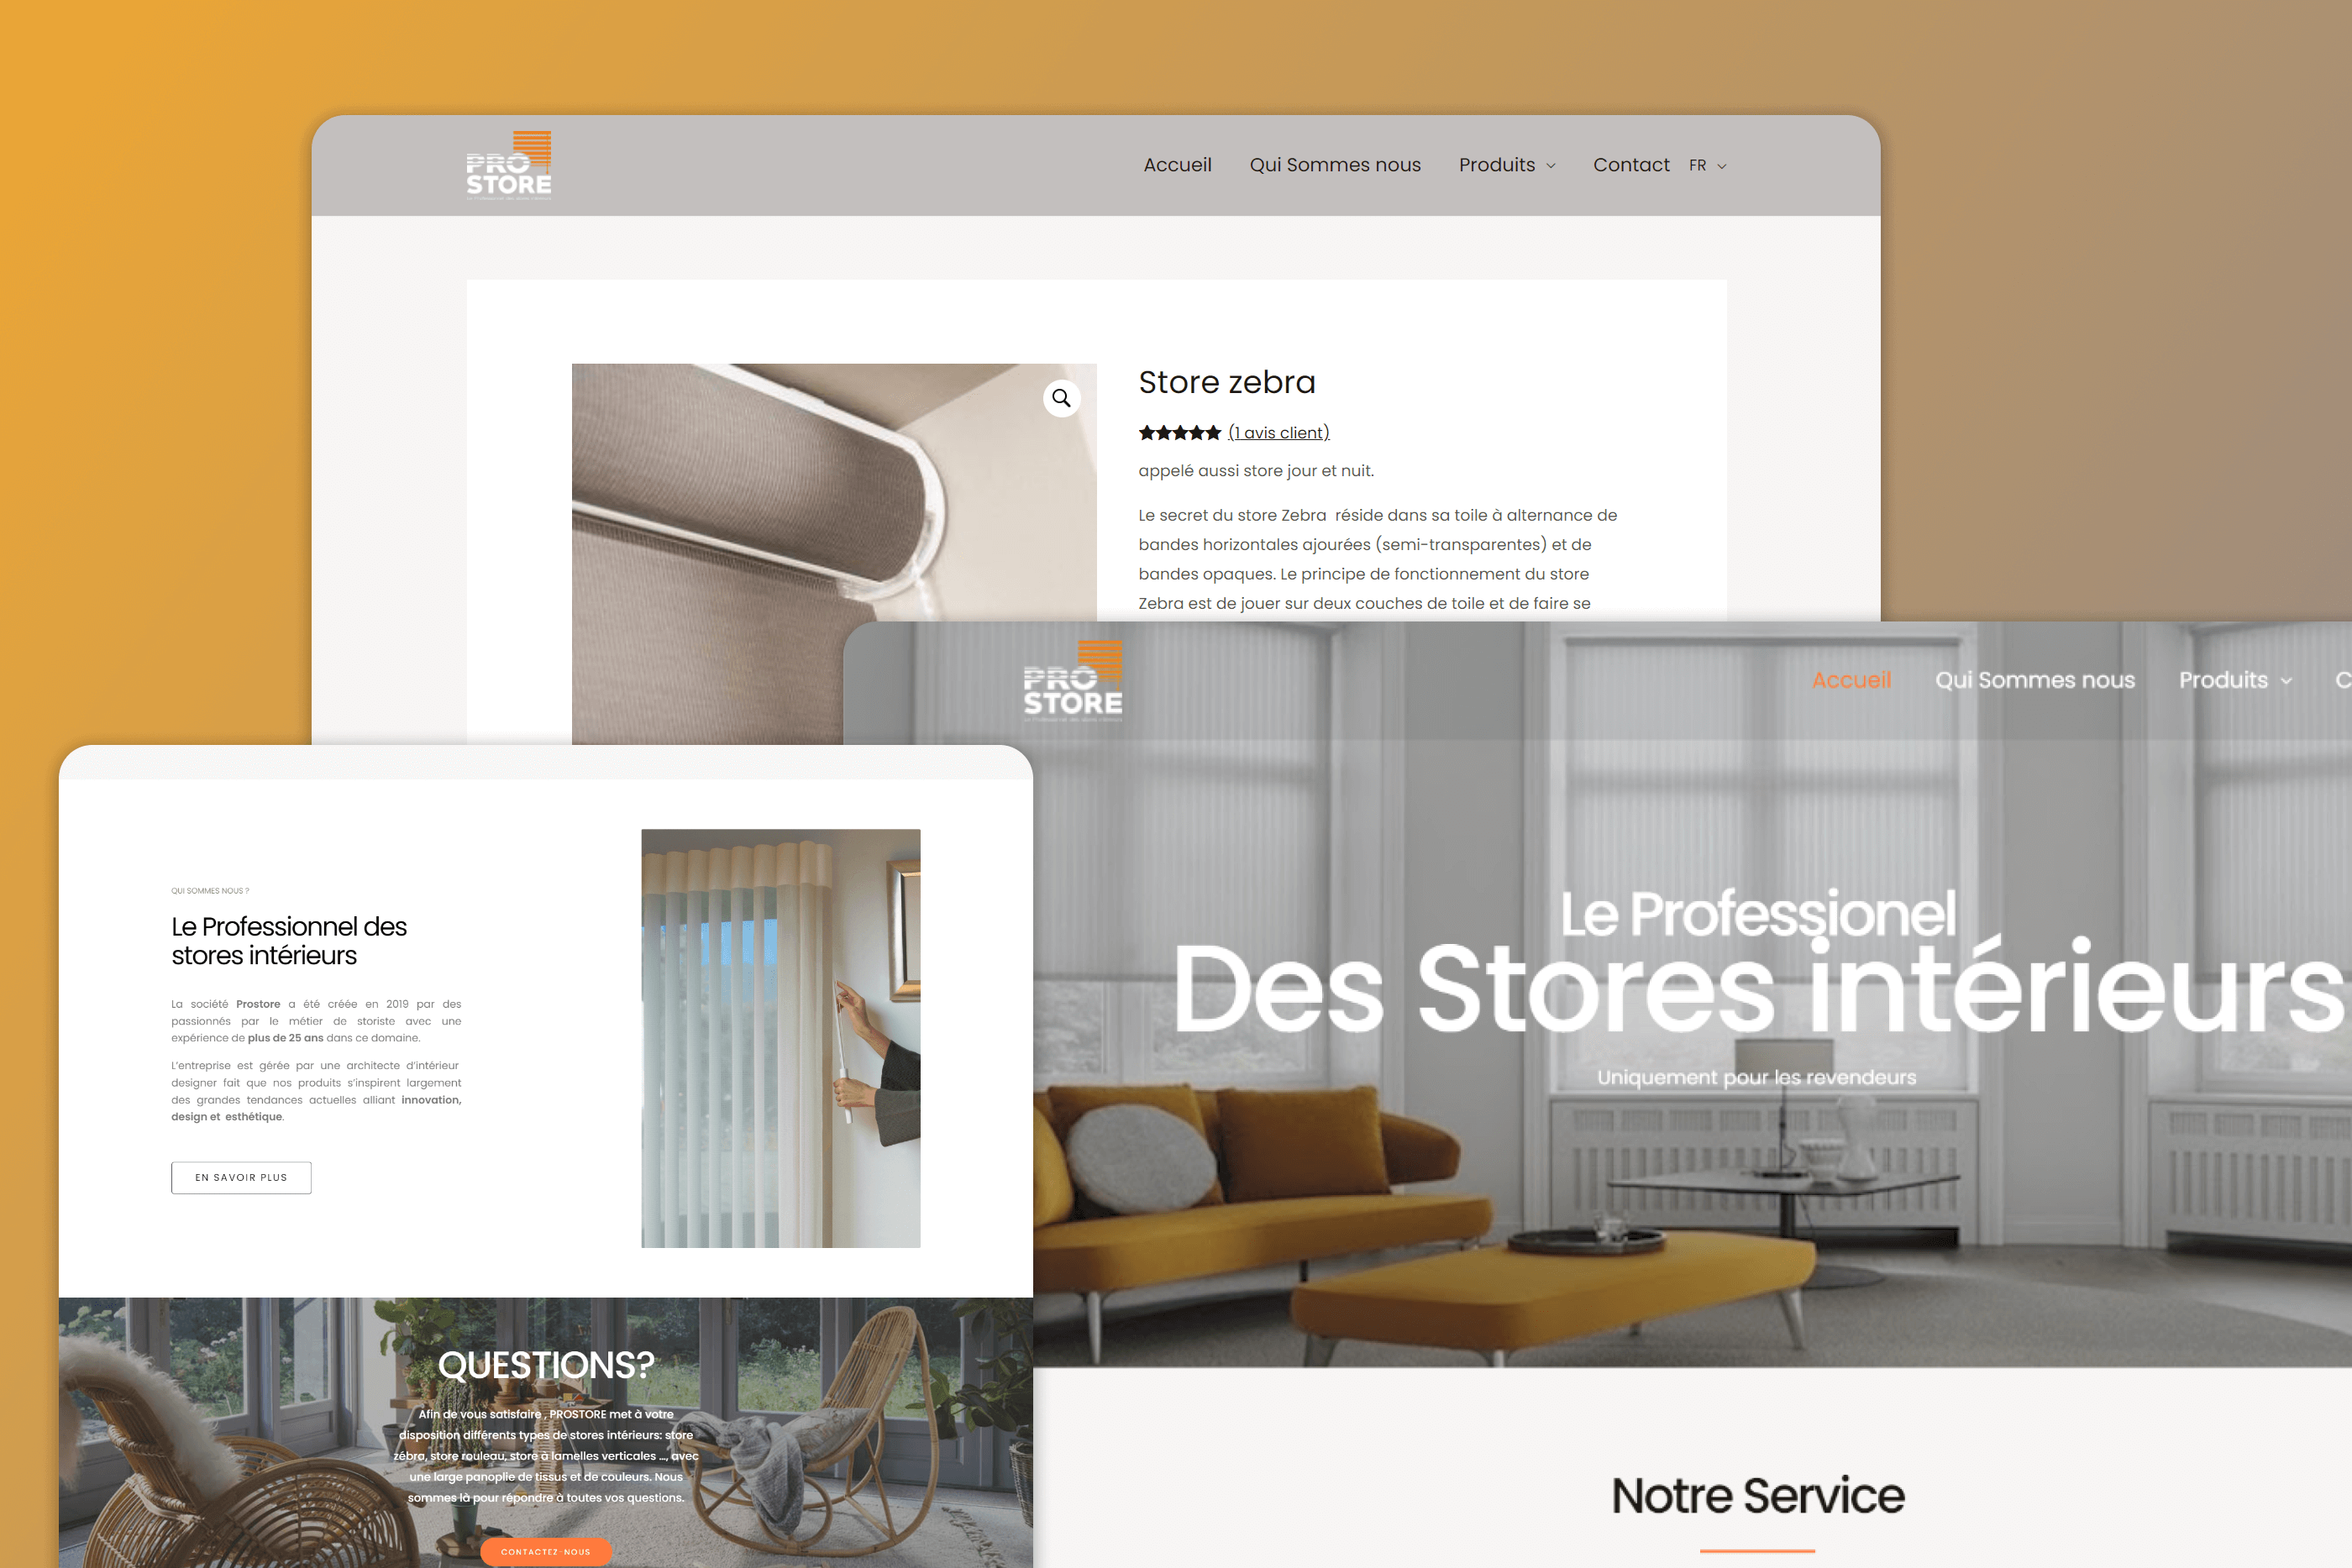 PRO
STORE
Accueil Qui Sommes nous Produits Contact FR
Store zebra
(1 avis client)
appelé aussi store jour et nuit.
Le secret du store Zebra réside dans sa toile à alternance de
bandes horizontales ajourées (semi-transparentes) et de
bandes opaques. Le principe de fonctionnement du store
Zebra est de jouer sur deux couches de toile et de faire se
PRO
STORE
Accueil Qui Sommes nous Produits C
Le Professionel
Des Stores intérieurs
Uniquement pour les revendeurs
Notre Service
QUI SOMMES NOUS ?
Le Professionnel des
stores intérieurs
La société Prostore a été créée en 2019 par des
passionnés par le métier de storiste avec une
expérience de plus de 25 ans dans ce domaine.
L'entreprise est gérée par une architecte d'intérieur
designer fait que nos produits s'inspirent largement
des grandes tendances actuelles alliant innovation,
design et esthétique.
EN SAVOIR PLUS
QUESTIONS?
Afin de vous satisfaire , PROSTORE met à votre
disposition différents types de stores intérieurs: store
zébra, store rouleau, store à lamelles verticales ..., avec
une large panoplie de tissus et de couleurs. Nous
sommes là pour répondre à toutes vos questions.
CONTACTEZ-NOUS